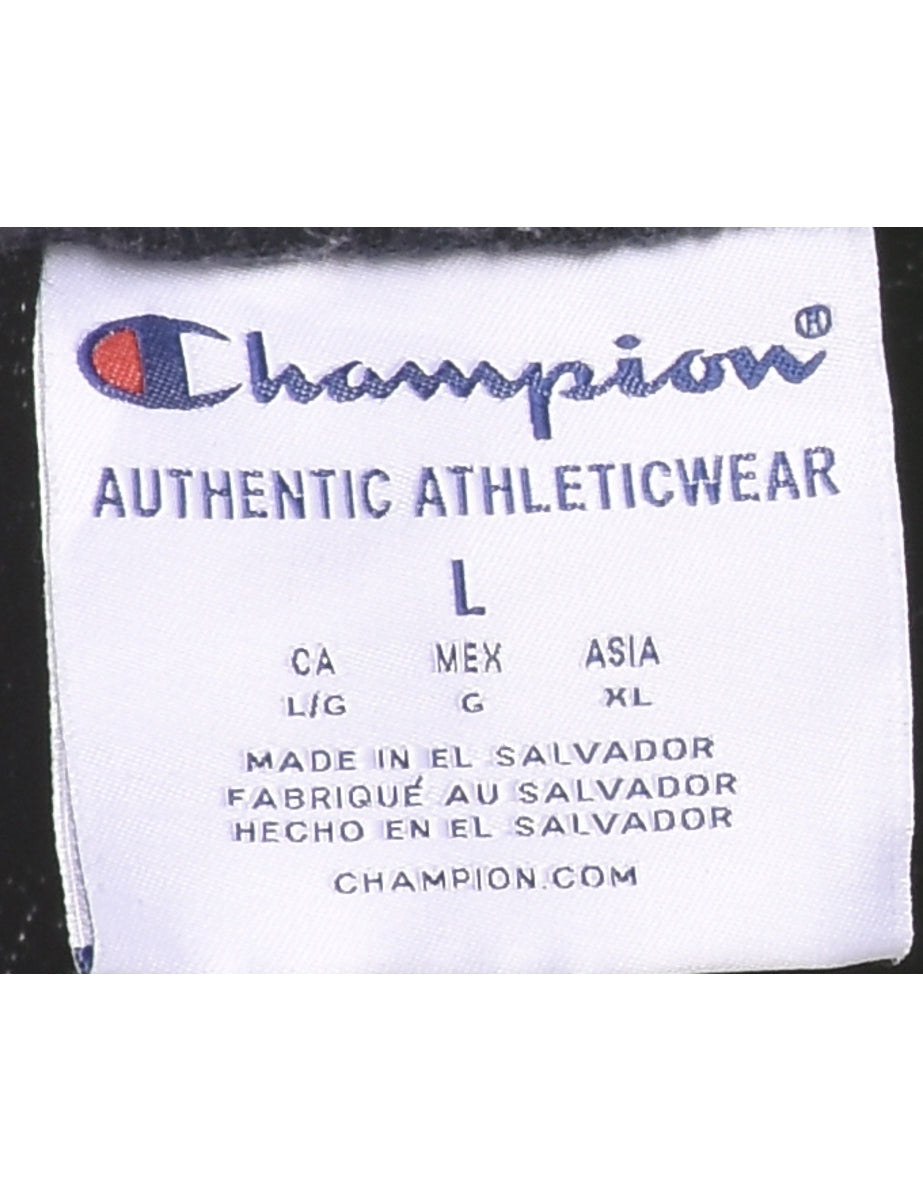 Champion®
AUTHENTIC ATHLETICWEAR
L
CA MEX ASIA
L/G G XL
MADE IN EL SALVADOR
FABRIQUÉ AU SALVADOR
HECHO EN EL SALVADOR
CHAMPION.COM